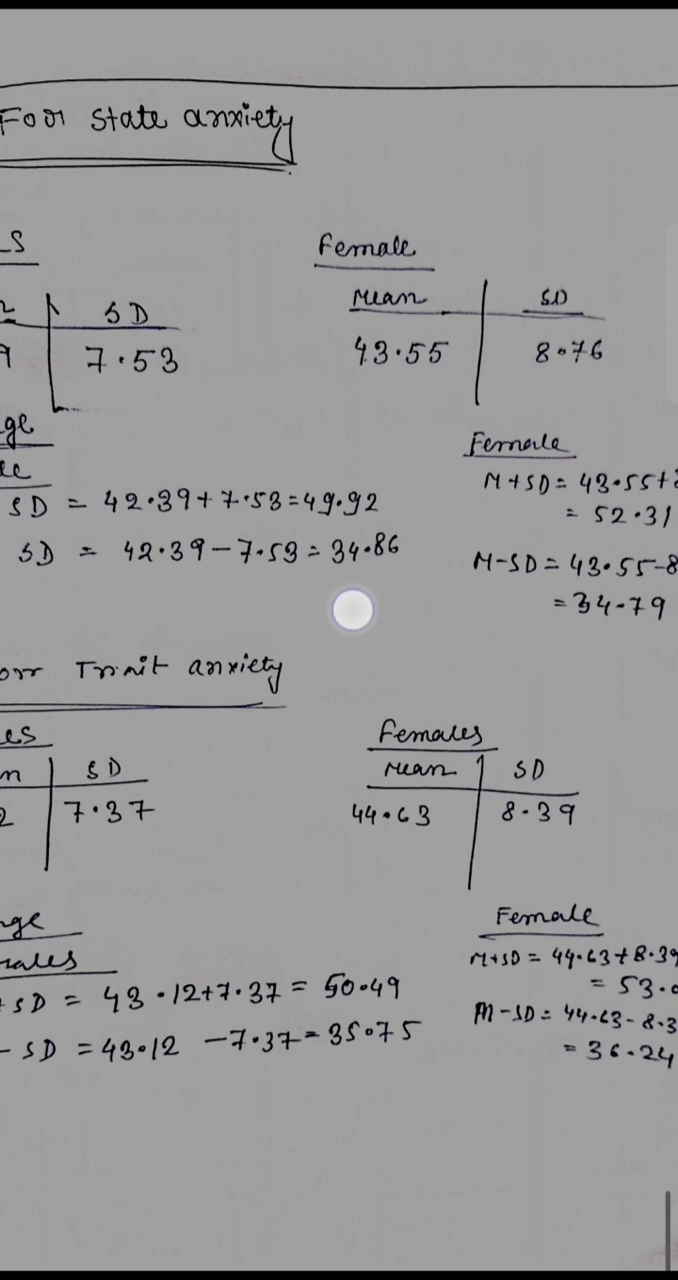 For State anxiety
Female
Mean SD
SD
7.53
43.55 8.76
Female
SD = 42.39+7.53=49.92
M+SD= 43.55+
= 52.31
SD = 42.39-7.53=34.86
M-SD=43.55-8
=34.79
Trait anxiety
Females
Mean SD
SD
7.37
44.63 8.39
Female
M+SD = 44.63+8.39
= 53.0
SD = 43.12+7.37= 50.49
M-SD= 44.63-8.3
= 36.24
- SD =43.12 -7.37=35.75